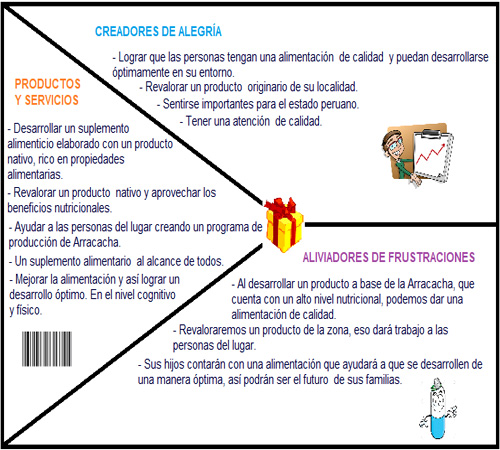 CREADORES DE ALEGRÍA
- Lograr que las personas tengan una alimentación de calidad y puedan desarrollarse
óptimamente en su entorno.
- Revalorar un producto originario de su localidad.
- Sentirse importantes para el estado peruano.
- Tener una atención de calidad.
PRODUCTOS
Y SERVICIOS
- Desarrollar un suplemento
alimenticio elaborado con un producto
nativo, rico en propiedades
alimentarias.
- Revalorar un producto nativo y aprovechar los
beneficios nutricionales.
- Ayudar a las personas del lugar creando un programa de
producción de Arracacha.
- Un suplemento alimentario al alcance de todos.
- Mejorar la alimentación y así lograr un
desarrollo óptimo. En el nivel cognitivo
y físico.
ALIVIADORES DE FRUSTRACIONES
- Al desarrollar un producto a base de la Arracacha, que
cuenta con un alto nivel nutricional, podemos dar una
alimentación de calidad.
- Revaloraremos un producto de la zona, eso dará trabajo a las
personas del lugar.
- Sus hijos contarán con una alimentación que ayudará a que se desarrollen de
una manera óptima, así podrán ser el futuro de sus familias.